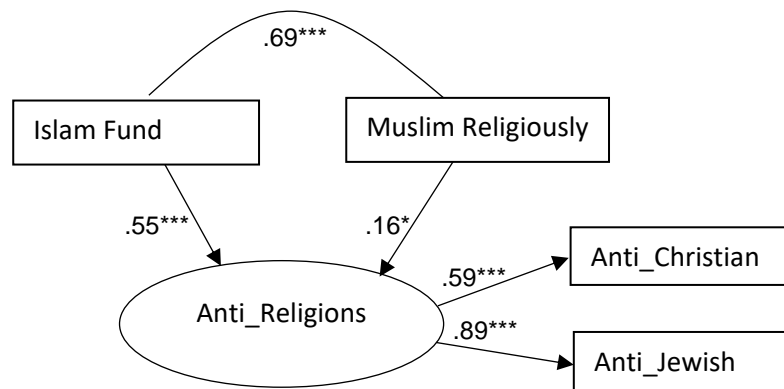 .69***
Islam Fund
Muslim Religiously
.55***
.16*
Anti_Christian
.59***
Anti_Religions
.89***
Anti_Jewish